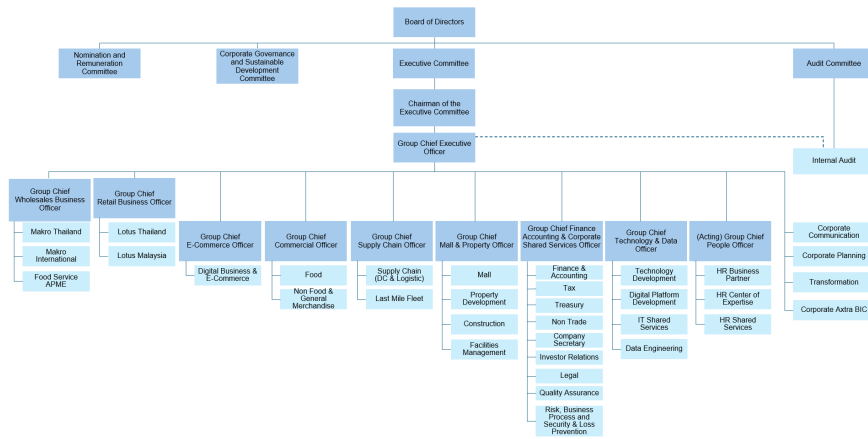 Board of Directors
Nomination and
Remuneration
Committee
Corporate Governance
and Sustainable
Development
Committee
Executive Committee
Audit Committee
Chairman of the
Executive Committee
Group Chief Executive
Officer
Internal Audit
Group Chief
Wholesales Business
Officer
Makro Thailand
Makro
International
Food Service
APME
Group Chief
Retail Business Officer
Lotus Thailand
Lotus Malaysia
Group Chief
E-Commerce Officer
Digital Business &
E-Commerce
Group Chief
Commercial Officer
Food
Non Food &
General
Merchandise
Group Chief
Supply Chain Officer
Supply Chain
(DC & Logistic)
Last Mile Fleet
Group Chief
Mall & Property Officer
Mall
Property
Development
Construction
Facilities
Management
Group Chief Finance
Accounting & Corporate
Shared Services Officer
Finance &
Accounting
Tax
Treasury
Non Trade
Company
Secretary
Investor Relations
Legal
Quality Assurance
Risk, Business
Process and
Security & Loss
Prevention
Group Chief
Technology & Data
Officer
Technology
Development
Digital Platform
Development
IT Shared
Services
Data Engineering
(Acting) Group Chief
People Officer
HR Business
Partner
HR Center of
Expertise
HR Shared
Services
Corporate
Communication
Corporate Planning
Transformation
Corporate Axtra BIC